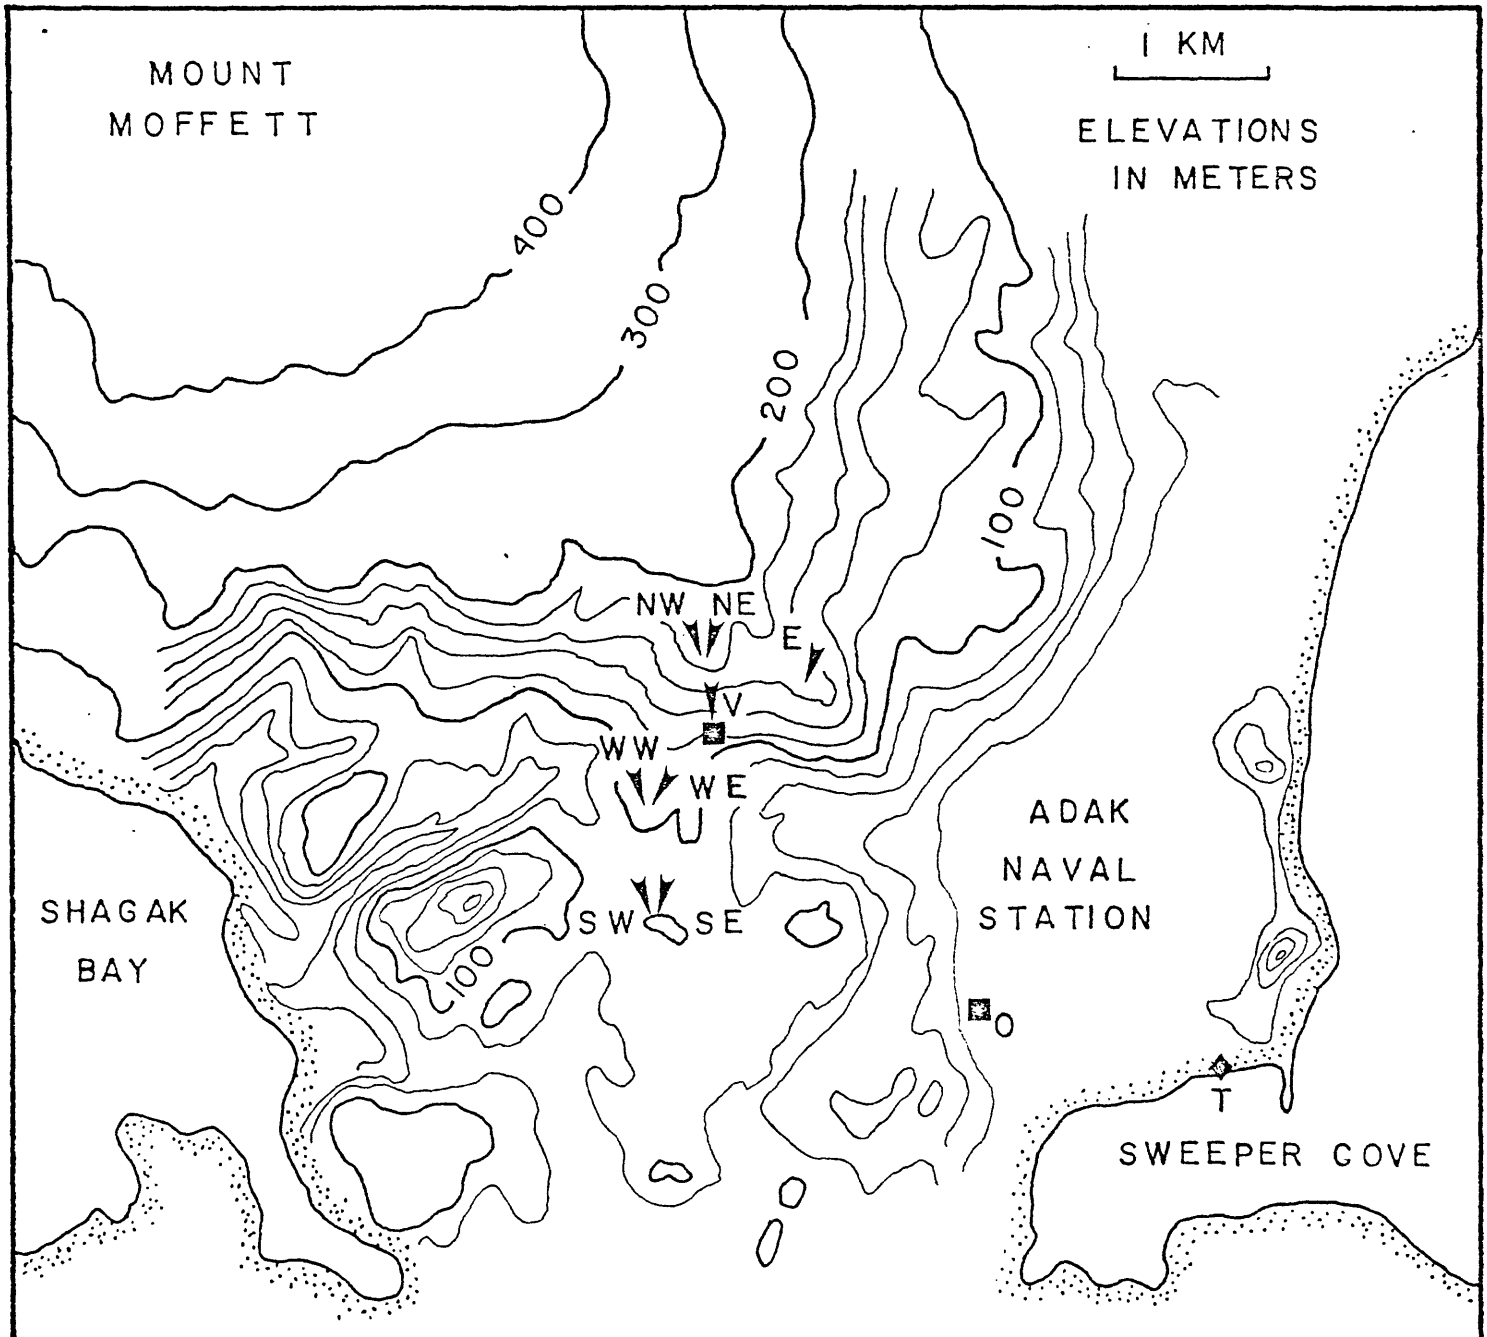 MOUNT
MOFFETT
1 KM
ELEVATIONS
IN METERS
400
300
200
100
NW NE
E
V
WW
WE
ADAK
NAVAL
STATION
SHAGAK
BAY
SW SE
100
O
T
SWEEPER COVE